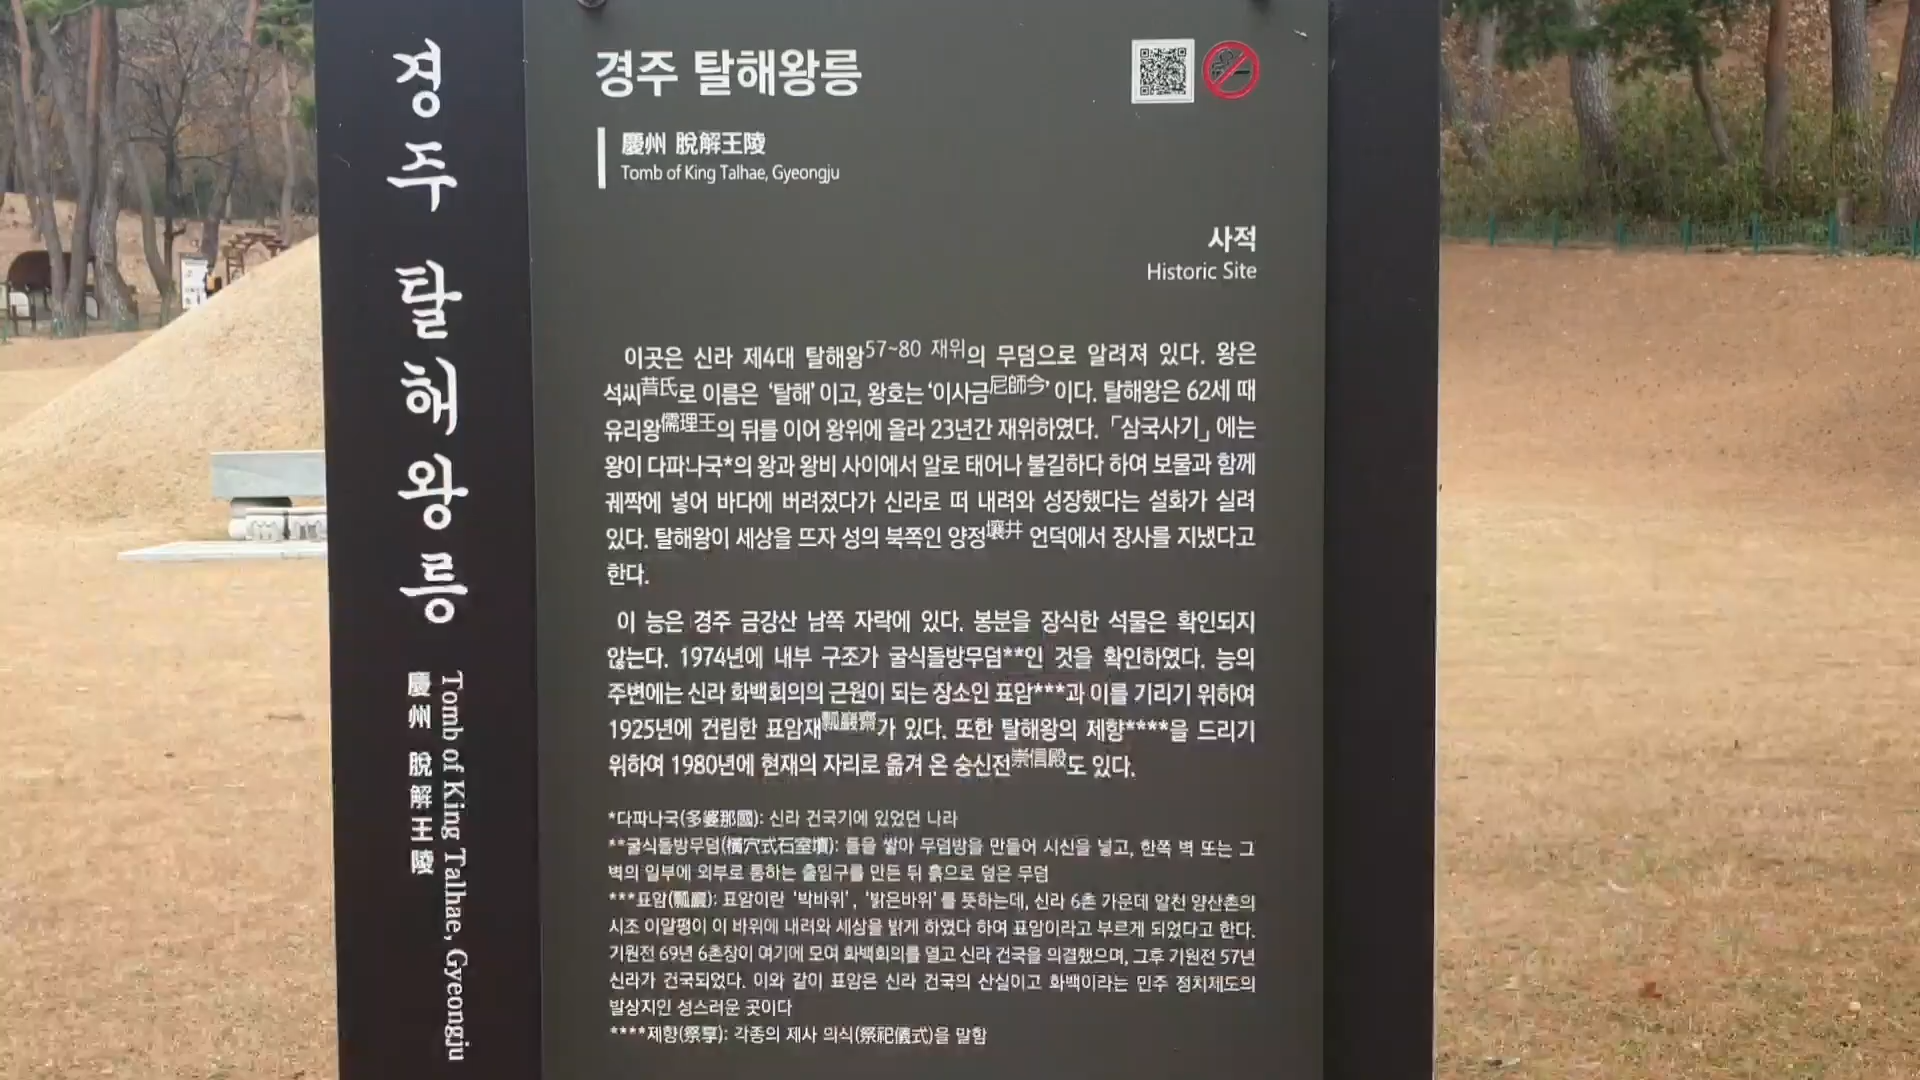 경주 탈해왕릉
慶州 脫解王陵
Tomb of King Talhae, Gyeongju
경주 탈해왕릉
慶州 脫解王陵
Tomb of King Talhae, Gyeongju
사적
Historic Site
이곳은 신라 제4대 탈해왕57~80 재위의 무덤으로 알려져 있다. 왕은
석씨昔氏로 이름은 ‘탈해’이고, 왕호는 ‘이사금尼師今’이다. 탈해왕은 62세 때
유리왕儒理王의 뒤를 이어 왕위에 올라 23년간 재위하였다. 「삼국사기」에는
왕이 다파나국*의 왕과 왕비 사이에서 알로 태어나 불길하다 하여 보물과 함께
궤짝에 넣어 바다에 버려졌다가 신라로 떠 내려와 성장했다는 설화가 실려
있다. 탈해왕이 세상을 뜨자 성의 북쪽인 양정壤井 언덕에서 장사를 지냈다고
한다.
이 능은 경주 금강산 남쪽 자락에 있다. 봉분을 장식한 석물은 확인되지
않는다. 1974년에 내부 구조가 굴식돌방무덤**인 것을 확인하였다. 능의
주변에는 신라 화백회의의 근원이 되는 장소인 표암***과 이를 기리기 위하여
1925년에 건립한 표암재瓢巖齋가 있다. 또한 탈해왕의 제향****을 드리기
위하여 1980년에 현재의 자리로 옮겨 온 숭신전崇信殿도 있다.
*다파나국(多婆那國): 신라 건국기에 있었던 나라
**굴식돌방무덤(橫穴式石室墳): 돌을 쌓아 무덤방을 만들어 시신을 넣고, 한쪽 벽 또는 그
벽의 일부에 외부로 통하는 출입구를 만든 뒤 흙으로 덮은 무덤
***표암(瓢巖): 표암이란 ‘박바위’, ‘밝은바위’를 뜻하는데, 신라 6촌 가운데 알천 양산촌의
시조 이알평이 이 바위에 내려와 세상을 밝게 하였다 하여 표암이라고 부르게 되었다고 한다.
기원전 69년 6촌장이 여기에 모여 화백회의를 열고 신라 건국을 의결했으며, 그후 기원전 57년
신라가 건국되었다. 이와 같이 표암은 신라 건국의 산실이고 화백이라는 민주 정치제도의
발상지인 성스러운 곳이다
****제향(祭享): 각종의 제사 의식(祭祀儀式)을 말함